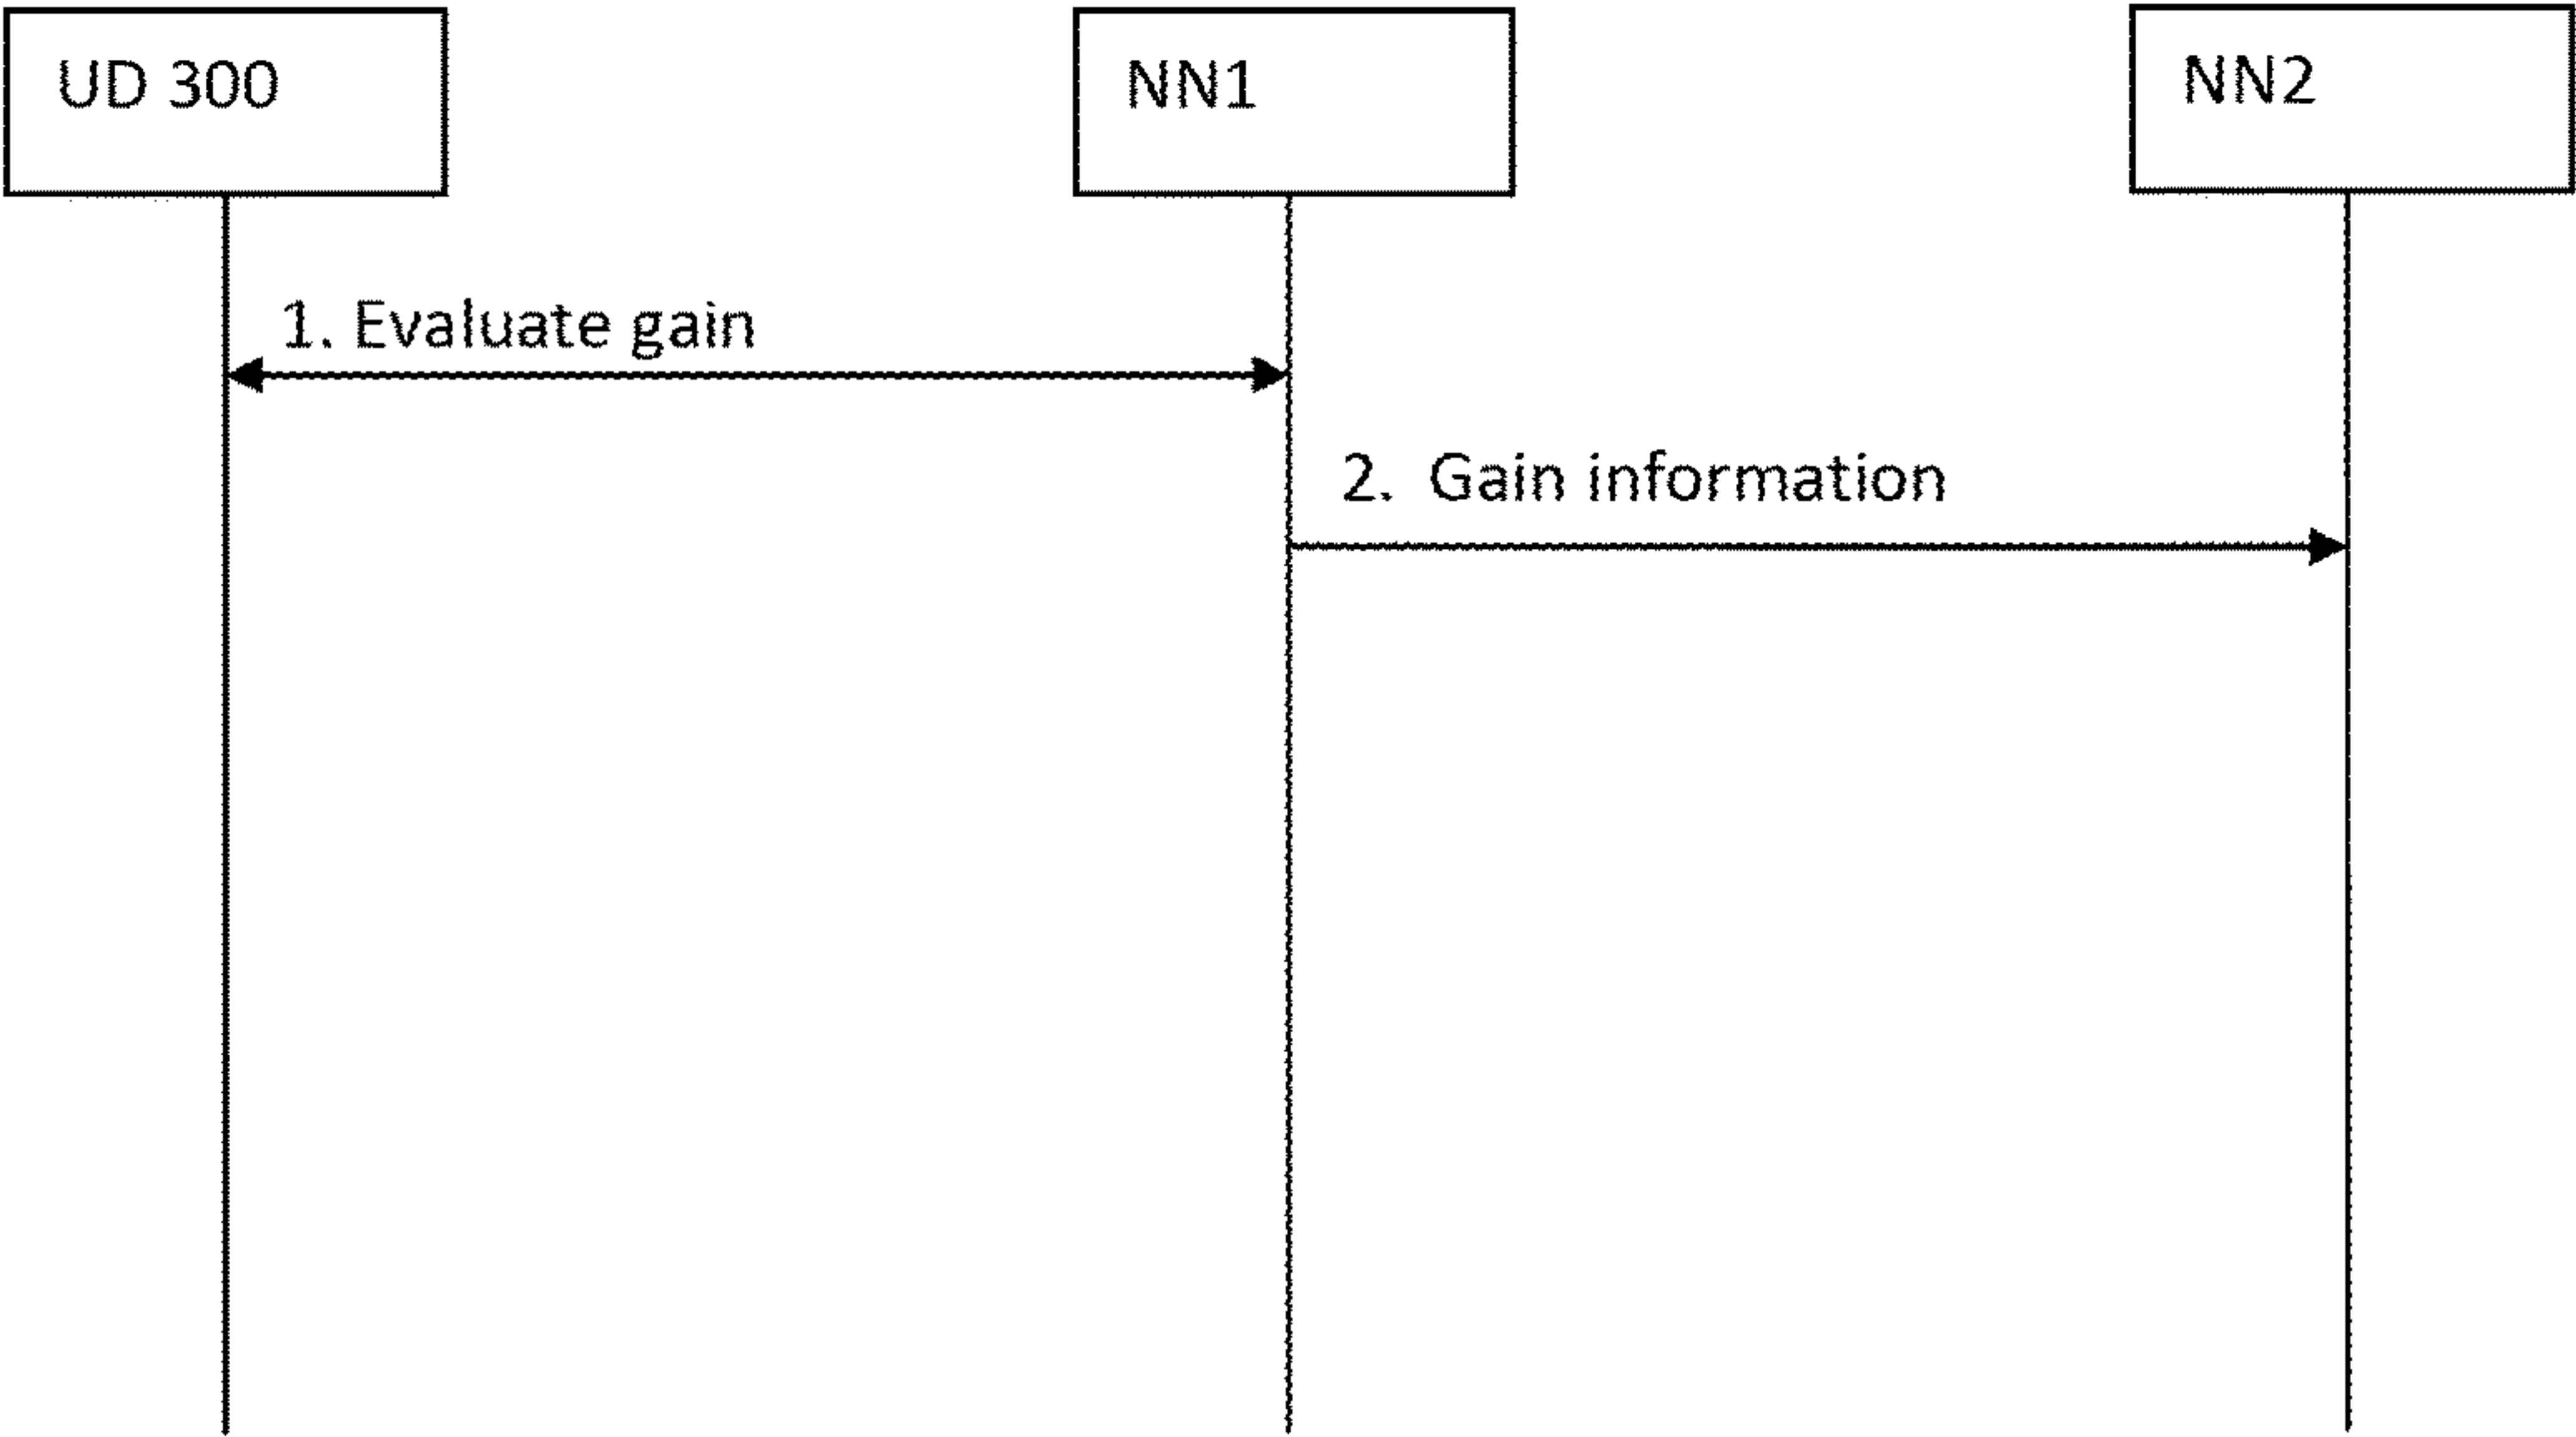 UD 300
NN1
NN2
1. Evaluate gain
2. Gain information